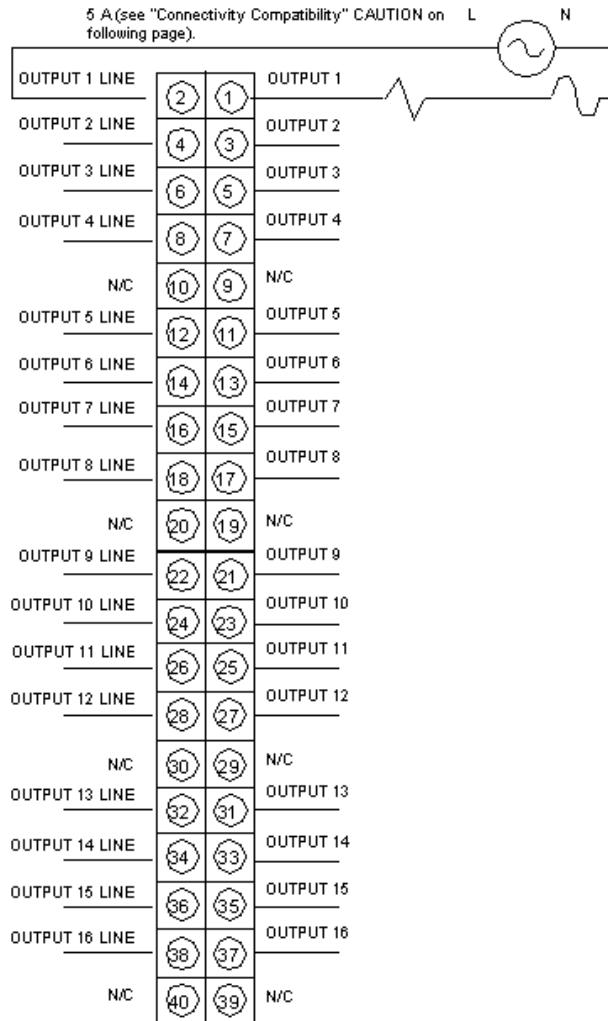 5 A (see "Connectivity Compatibility" CAUTION on L N
following page).
OUTPUT 1 LINE 2 1 OUTPUT 1
OUTPUT 2 LINE 4 3 OUTPUT 2
OUTPUT 3 LINE 6 5 OUTPUT 3
OUTPUT 4 LINE 8 7 OUTPUT 4
N/C 10 9 N/C
OUTPUT 5 LINE 12 11 OUTPUT 5
OUTPUT 6 LINE 14 13 OUTPUT 6
OUTPUT 7 LINE 16 15 OUTPUT 7
OUTPUT 8 LINE 18 17 OUTPUT 8
N/C 20 19 N/C
OUTPUT 9 LINE 22 21 OUTPUT 9
OUTPUT 10 LINE 24 23 OUTPUT 10
OUTPUT 11 LINE 26 25 OUTPUT 11
OUTPUT 12 LINE 28 27 OUTPUT 12
N/C 30 29 N/C
OUTPUT 13 LINE 32 31 OUTPUT 13
OUTPUT 14 LINE 34 33 OUTPUT 14
OUTPUT 15 LINE 36 35 OUTPUT 15
OUTPUT 16 LINE 38 37 OUTPUT 16
N/C 40 39 N/C